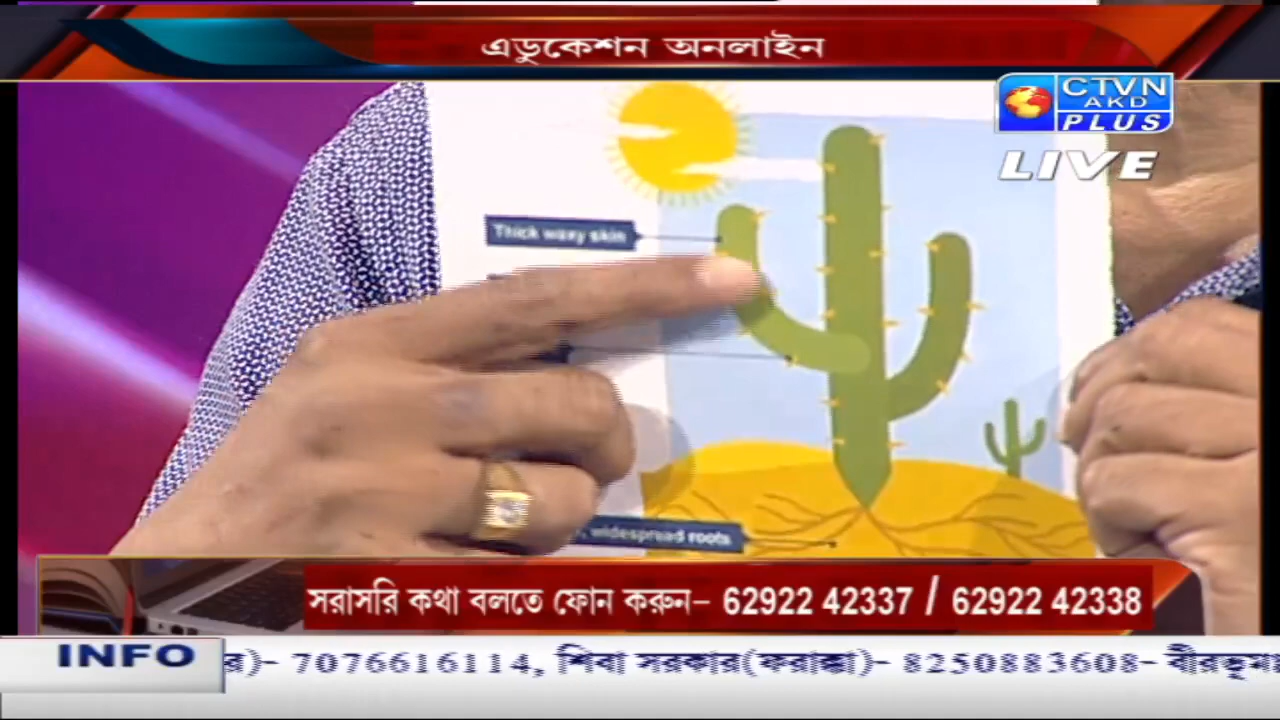 এডুকেশন অনলাইন
CTVN
AKD
PLUS
LIVE
Thick waxy skin
widespread roots
সরাসরি কথা বলতে ফোন করুন- 62922 42337 / 62922 42338
INFO
র)- 7076616114, শিবা সরকার(ফরাক্কা)- 8250883608- বীরভূমঃ